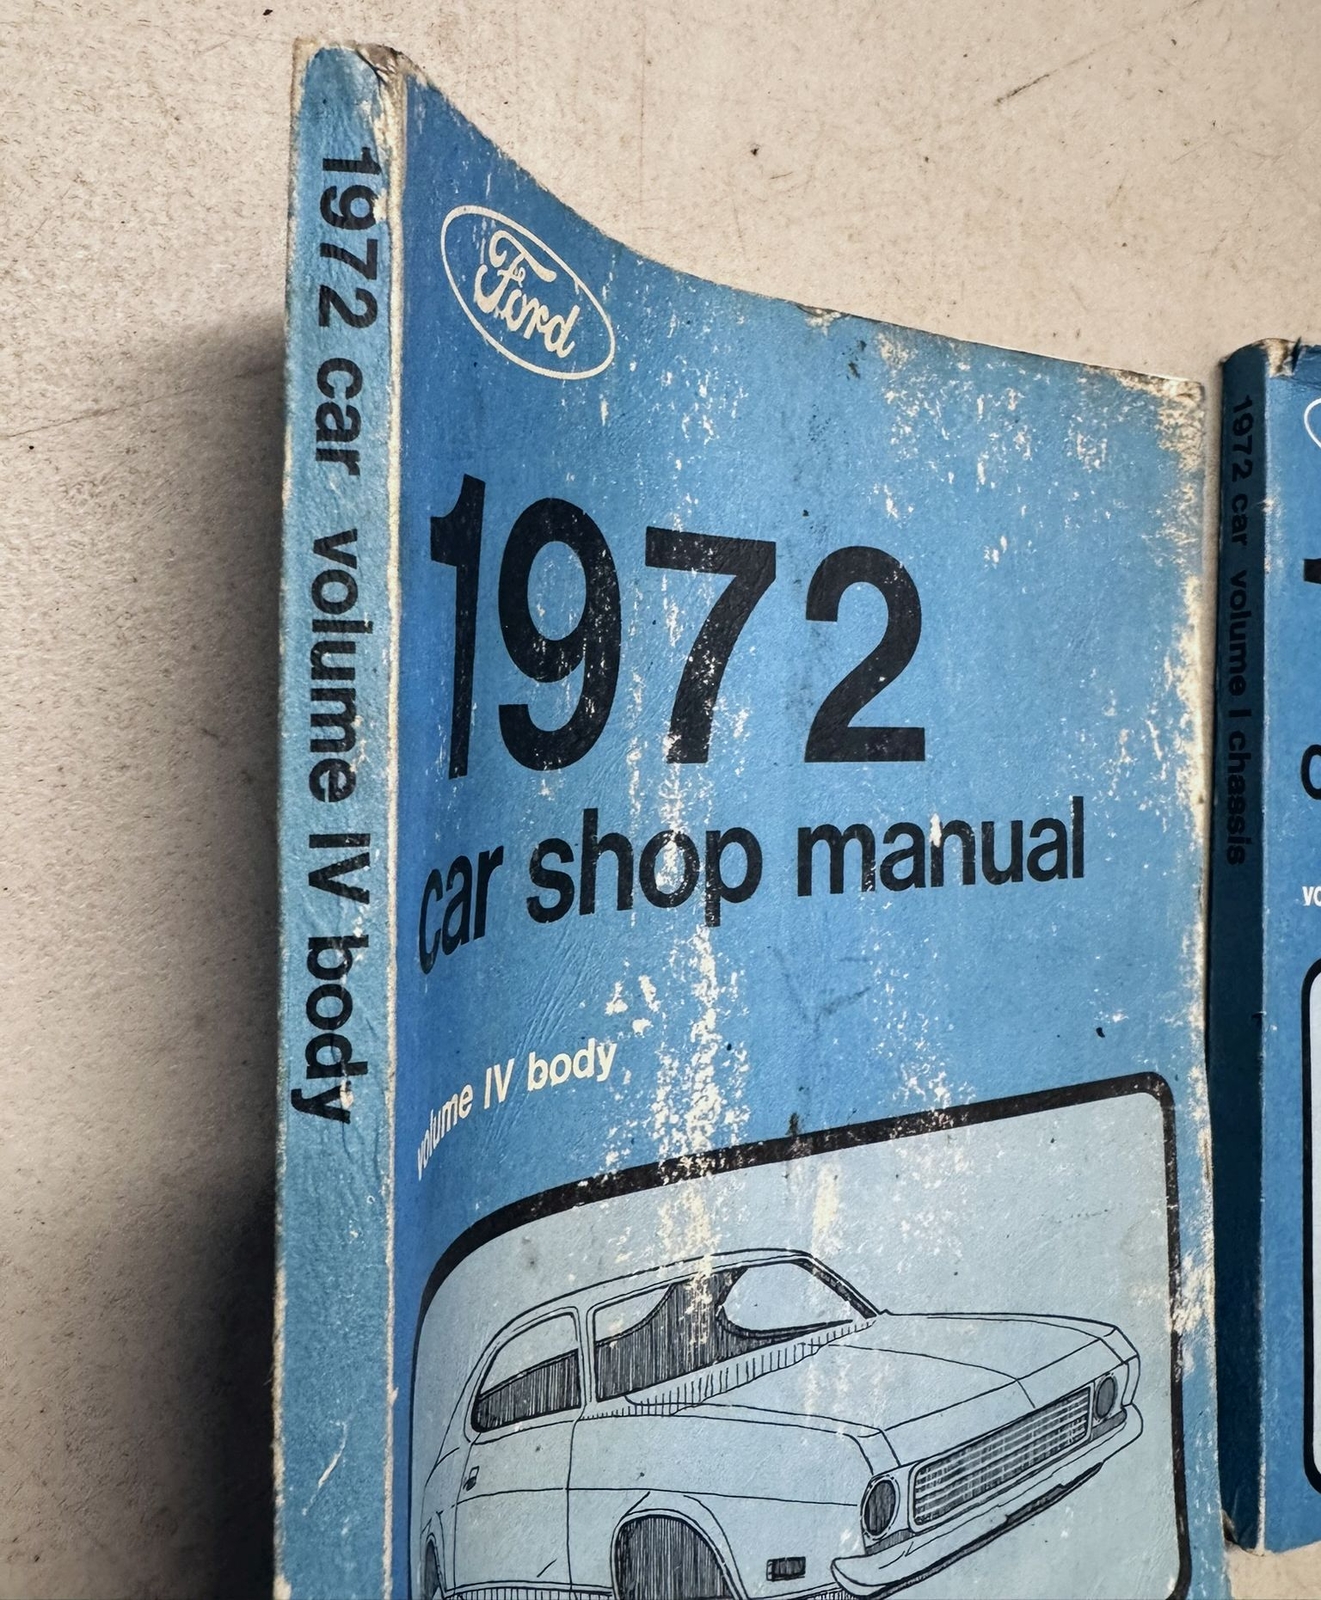 1972 car volume IV body
Ford
1972
car shop manual
volume IV body
1972 car volume I chassis